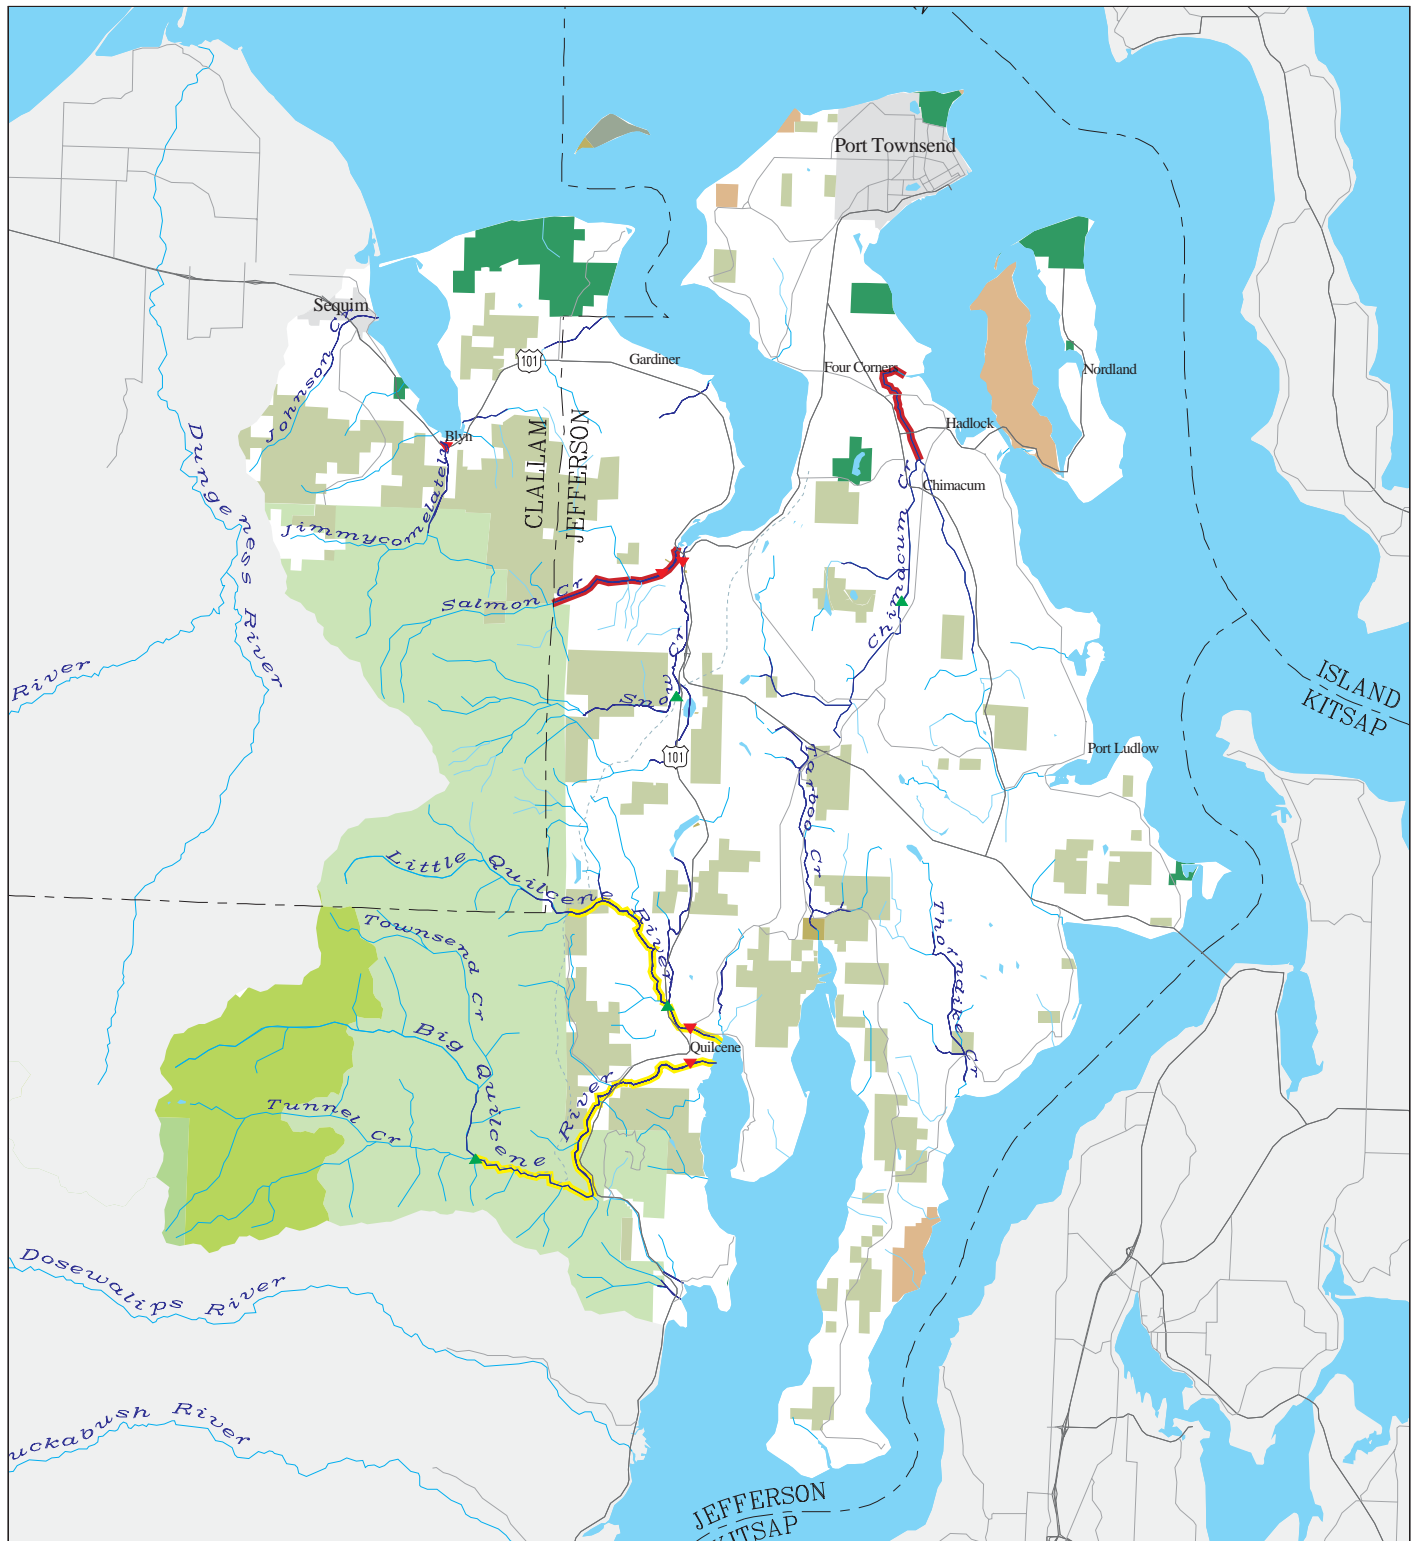 Port Townsend
Sequim
Johnson Cr
101
Gardiner
Four Corners
Nordland
Hadlock
Blyn
CLALLAM
JEFFERSON
Chimacum
Dungeness River
Jimmycomelately
Salmon Cr
Chimacum Cr
River
Snow Cr
ISLAND
KITSAP
101
Port Ludlow
Tarboo Cr
Little Quilcene River
Townsend Cr
Thorndike Cr
Big Quilcene River
Quilcene
Tunnel Cr
Dosewalips River
uckabush River
JEFFERSON
KITSAP